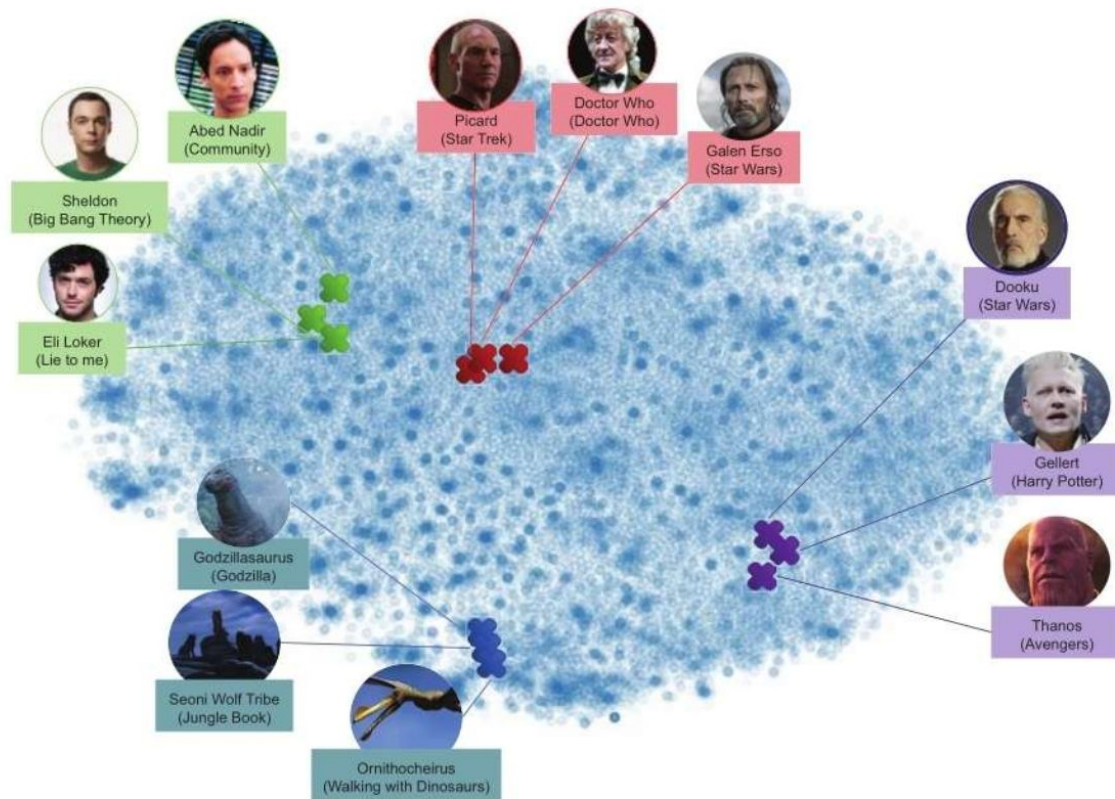 Abed Nadir
(Community)
Picard
(Star Trek)
Doctor Who
(Doctor Who)
Galen Erso
(Star Wars)
Sheldon
(Big Bang Theory)
Dooku
(Star Wars)
Eli Loker
(Lie to me)
Gellert
(Harry Potter)
Godzillasaurus
(Godzilla)
Thanos
(Avengers)
Seoni Wolf Tribe
(Jungle Book)
Ornithocheirus
(Walking with Dinosaurs)